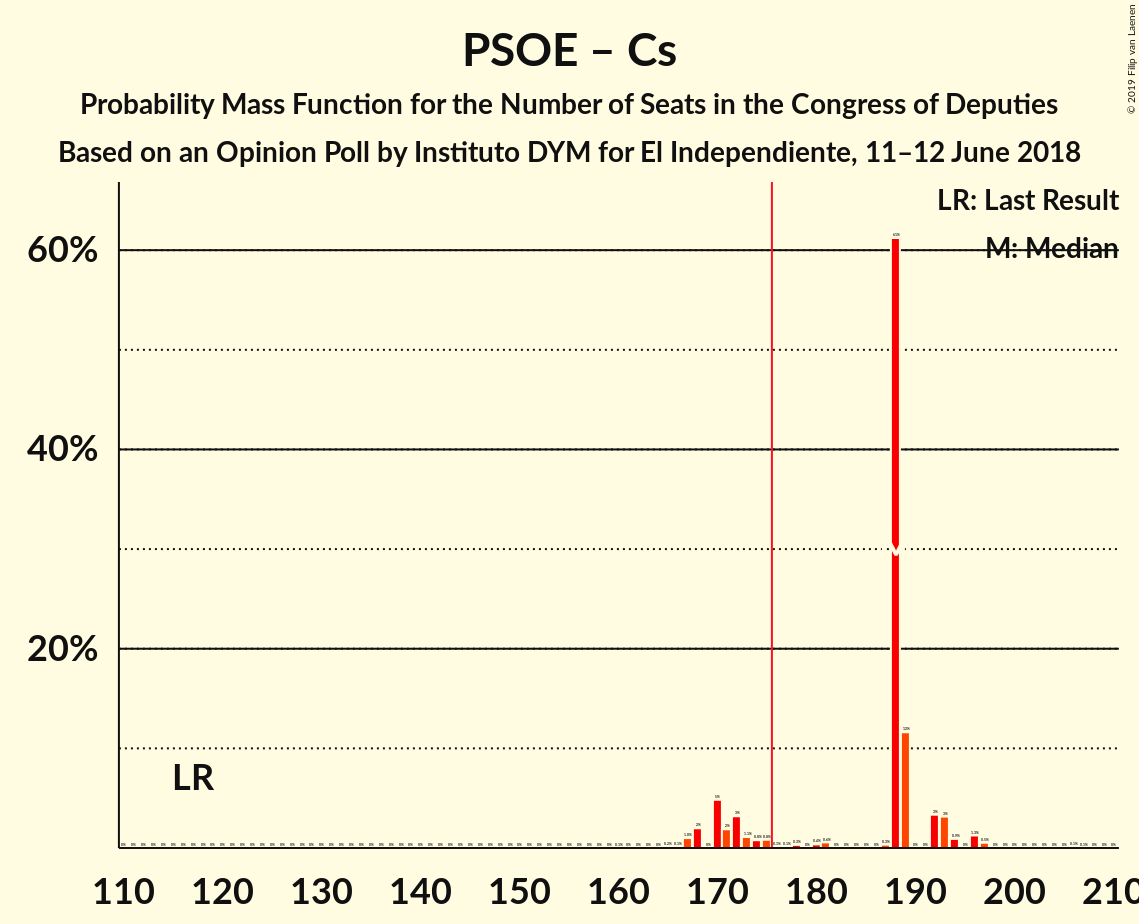 PSOE – Cs
Probability Mass Function for the Number of Seats in the Congress of Deputies
Based on an Opinion Poll by Instituto DYM for El Independiente, 11–12 June 2018
© 2019 Filip van Laenen
LR: Last Result
M: Median
60%
40%
20%
LR
M
110 120 130 140 150 160 170 180 190 200 210